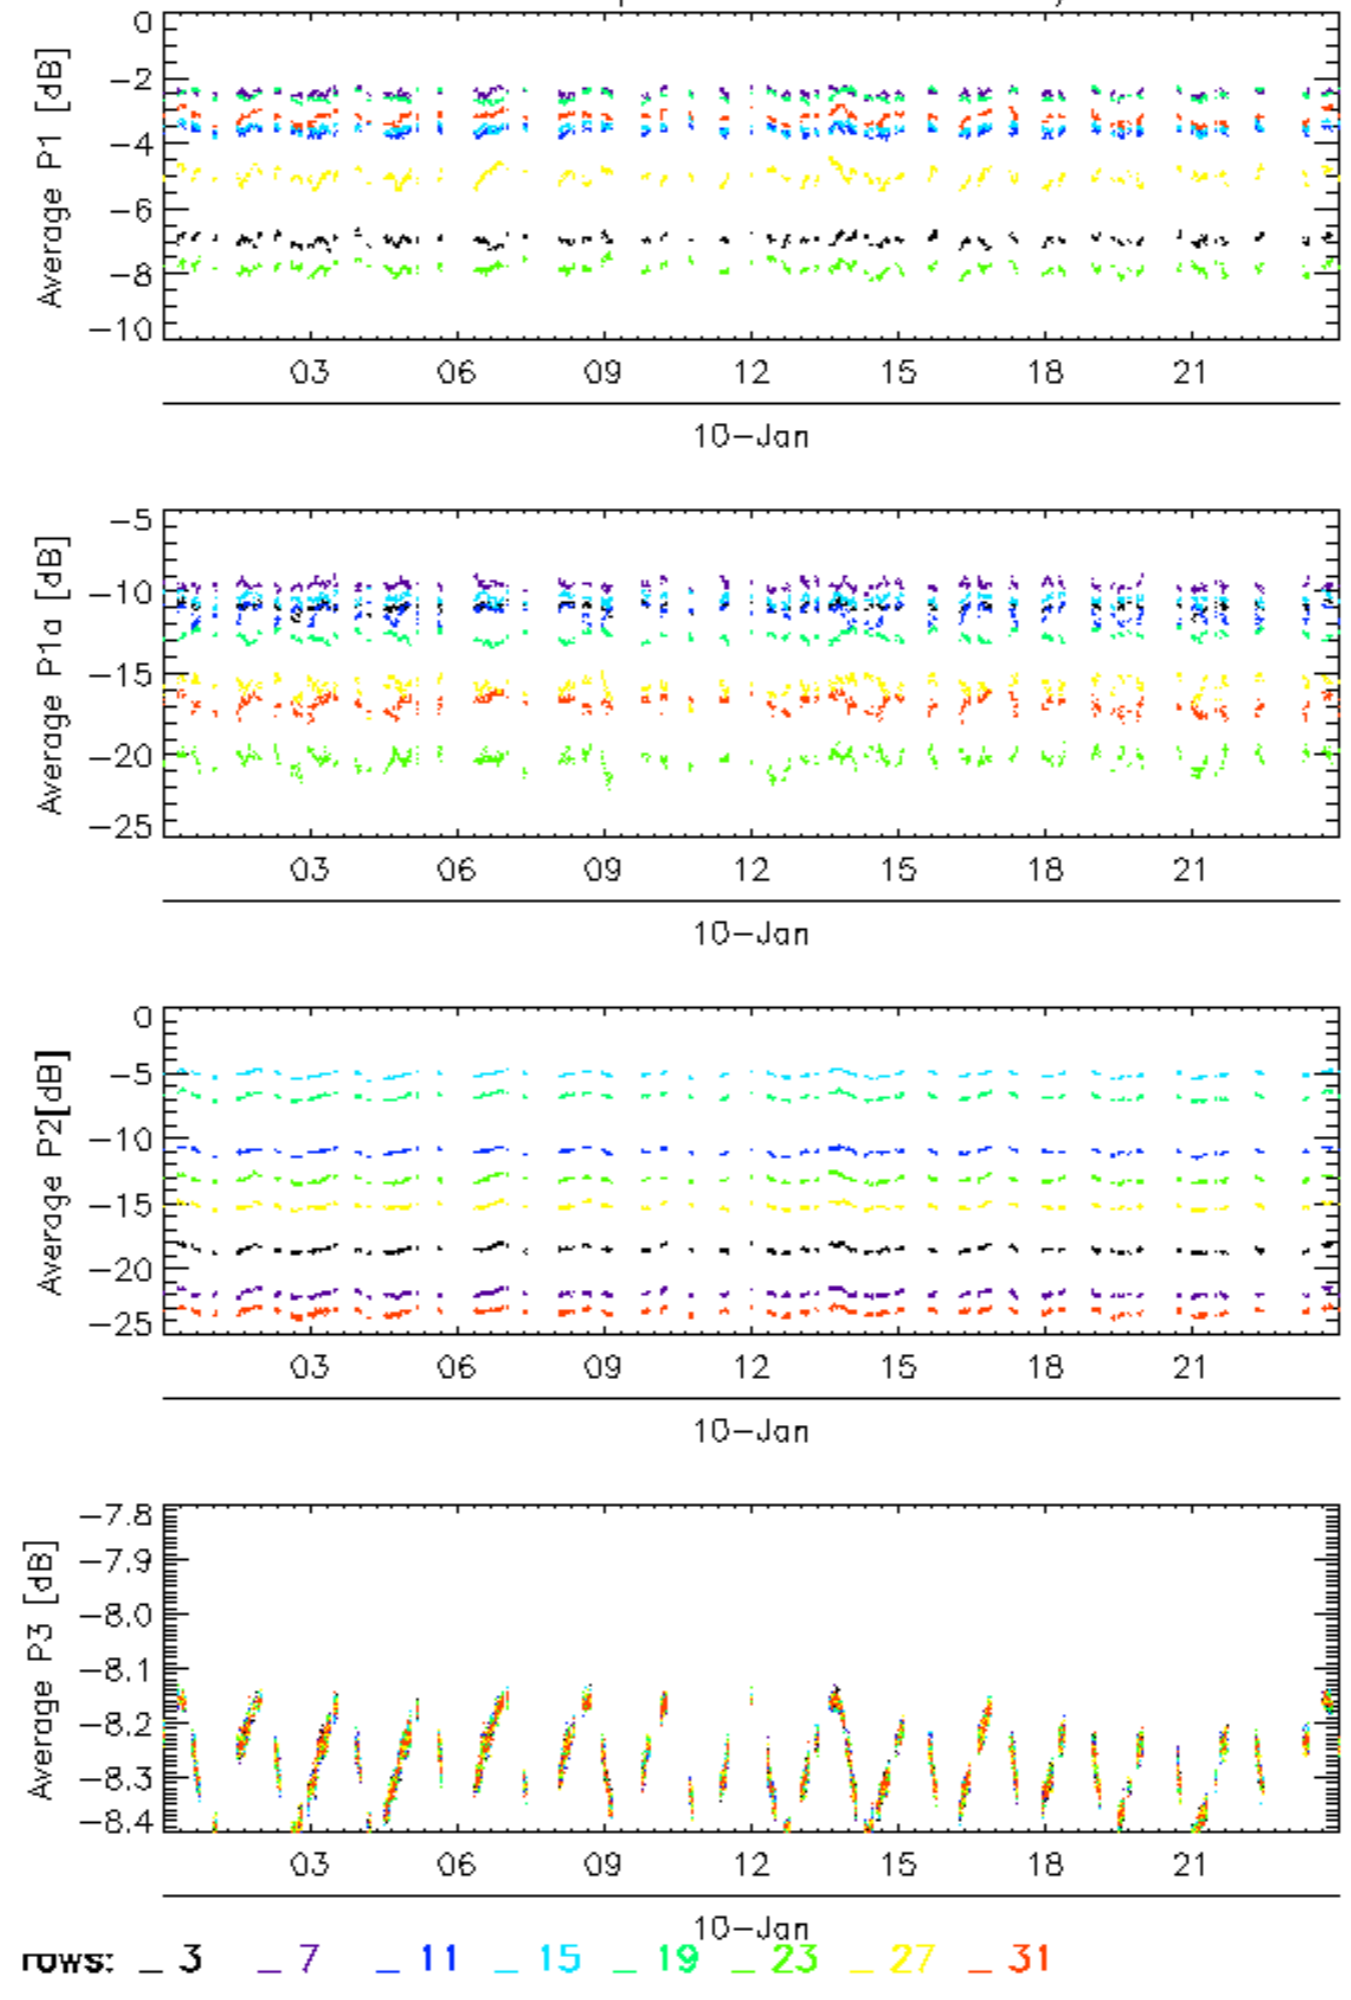 0
−2
−4
−6
−8
−10
Average P1 [dB]
03 06 09 12 15 18 21
10−Jan
−5
−10
−15
−20
−25
Average P1a [dB]
03 06 09 12 15 18 21
10−Jan
0
−5
−10
−15
−20
−25
Average P2[dB]
03 06 09 12 15 18 21
10−Jan
−7.8
−7.9
−8.0
−8.1
−8.2
−8.3
−8.4
Average P3 [dB]
03 06 09 12 15 18 21
10−Jan
rows: _ 3 _ 7 _ 11 _ 15 _ 19 _ 23 _ 27 _ 31